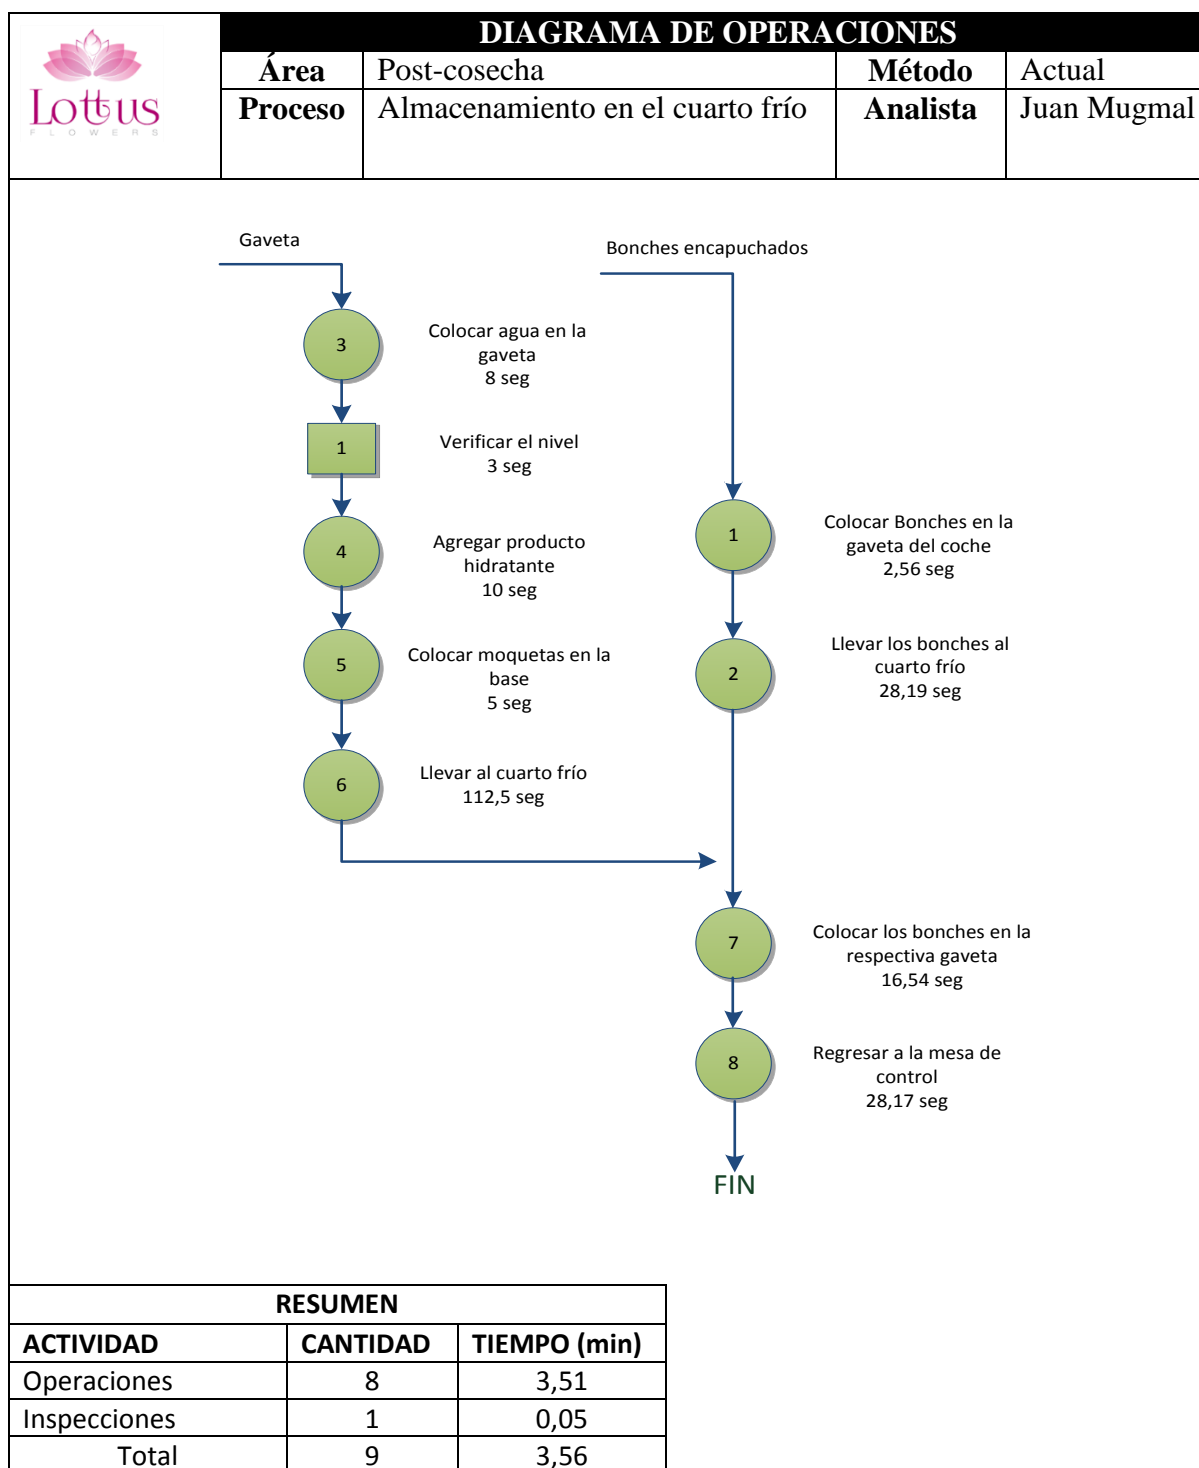 Lottus
FLOWERS
DIAGRAMA DE OPERACIONES
Área Post-cosecha Método Actual
Proceso Almacenamiento en el cuarto frío Analista Juan Mugmal
Gaveta
3
Colocar agua en la
gaveta
8 seg
1
Verificar el nivel
3 seg
4
Agregar producto
hidratante
10 seg
5
Colocar moquetas en la
base
5 seg
6
Llevar al cuarto frío
112,5 seg
Bonches encapuchados
1
Colocar Bonches en la
gaveta del coche
2,56 seg
2
Llevar los bonches al
cuarto frío
28,19 seg
7
Colocar los bonches en la
respectiva gaveta
16,54 seg
8
Regresar a la mesa de
control
28,17 seg
FIN
RESUMEN
ACTIVIDAD CANTIDAD TIEMPO (min)
Operaciones 8 3,51
Inspecciones 1 0,05
Total 9 3,56